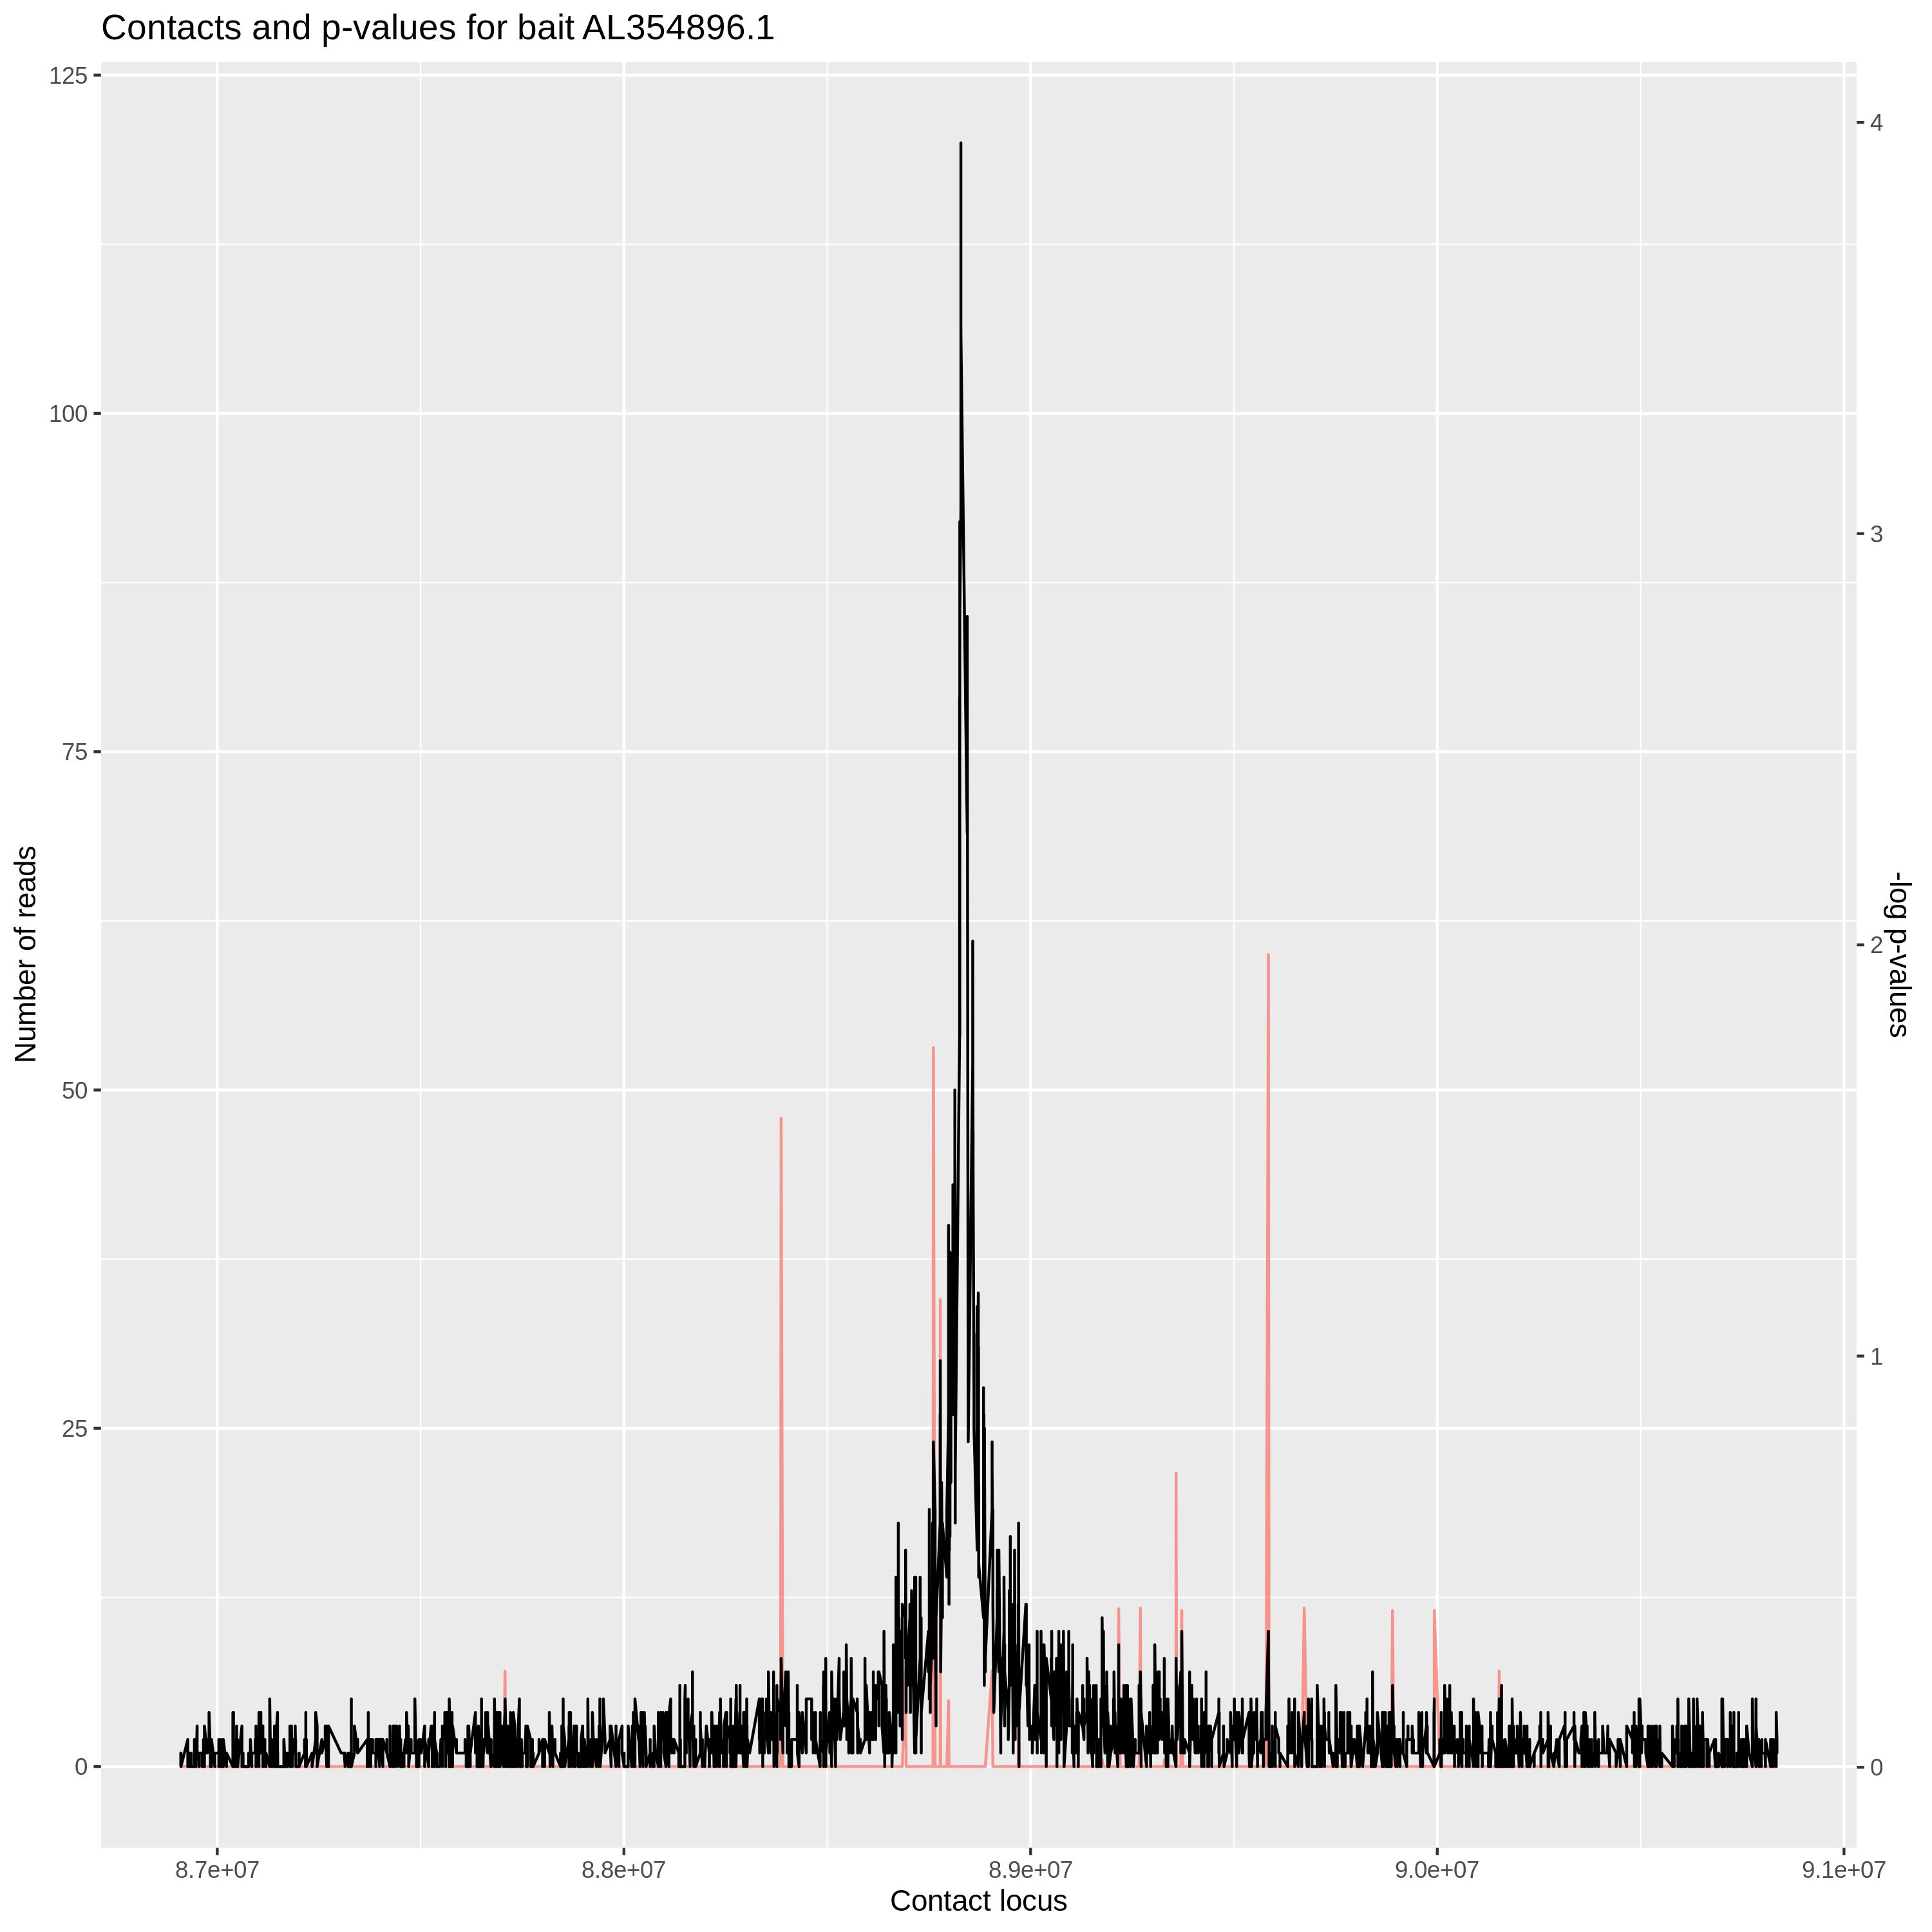 Contacts and p-values for bait AL354896.1
125
100
75
50
25
0
Number of reads
4
3
2
1
0
-log p-values
8.7e+07 8.8e+07 8.9e+07 9.0e+07 9.1e+07
Contact locus